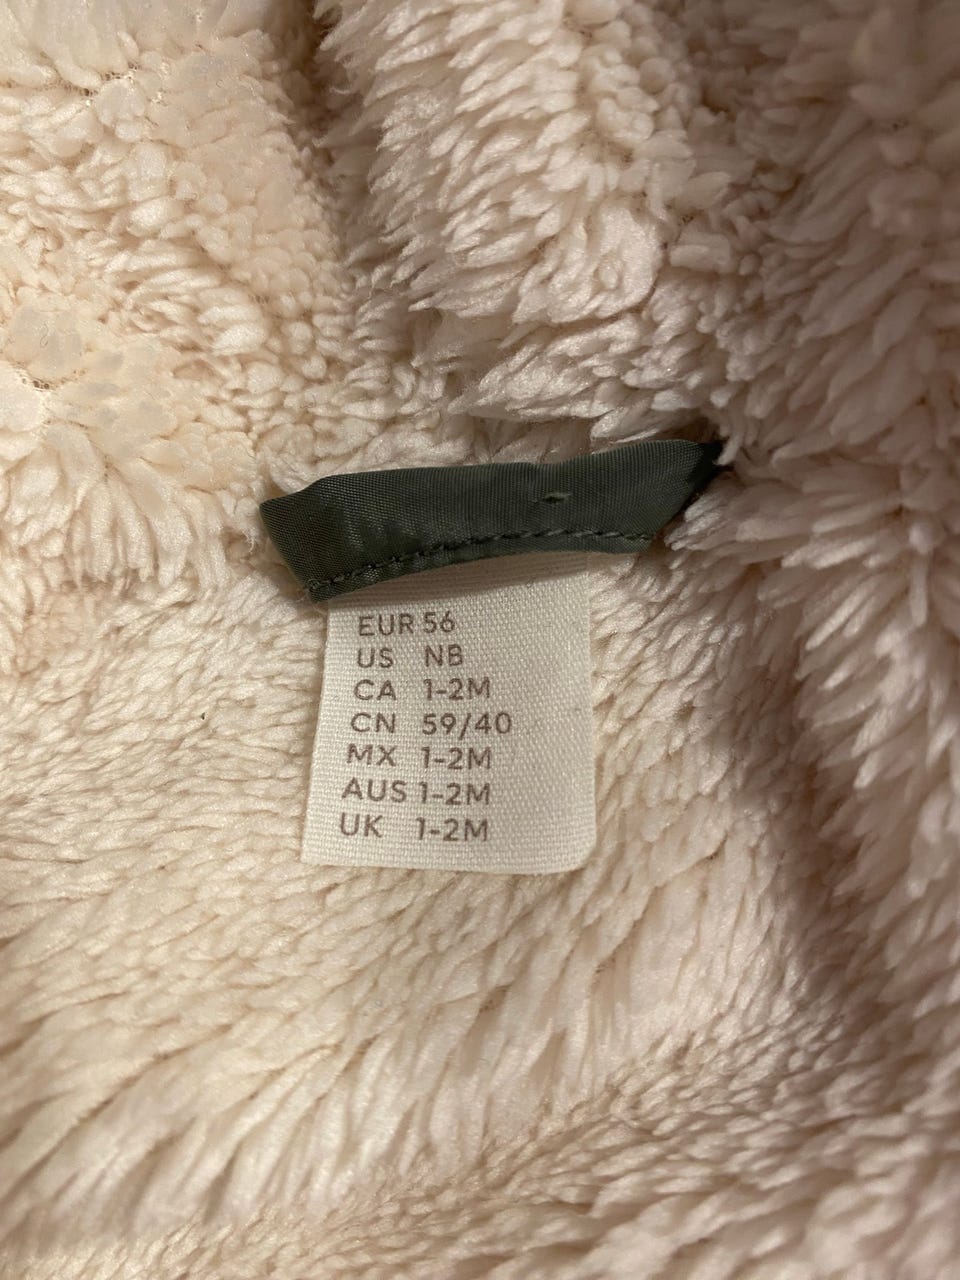 EUR 56
US NB
CA 1-2M
CN 59/40
MX 1-2M
AUS 1-2M
UK 1-2M